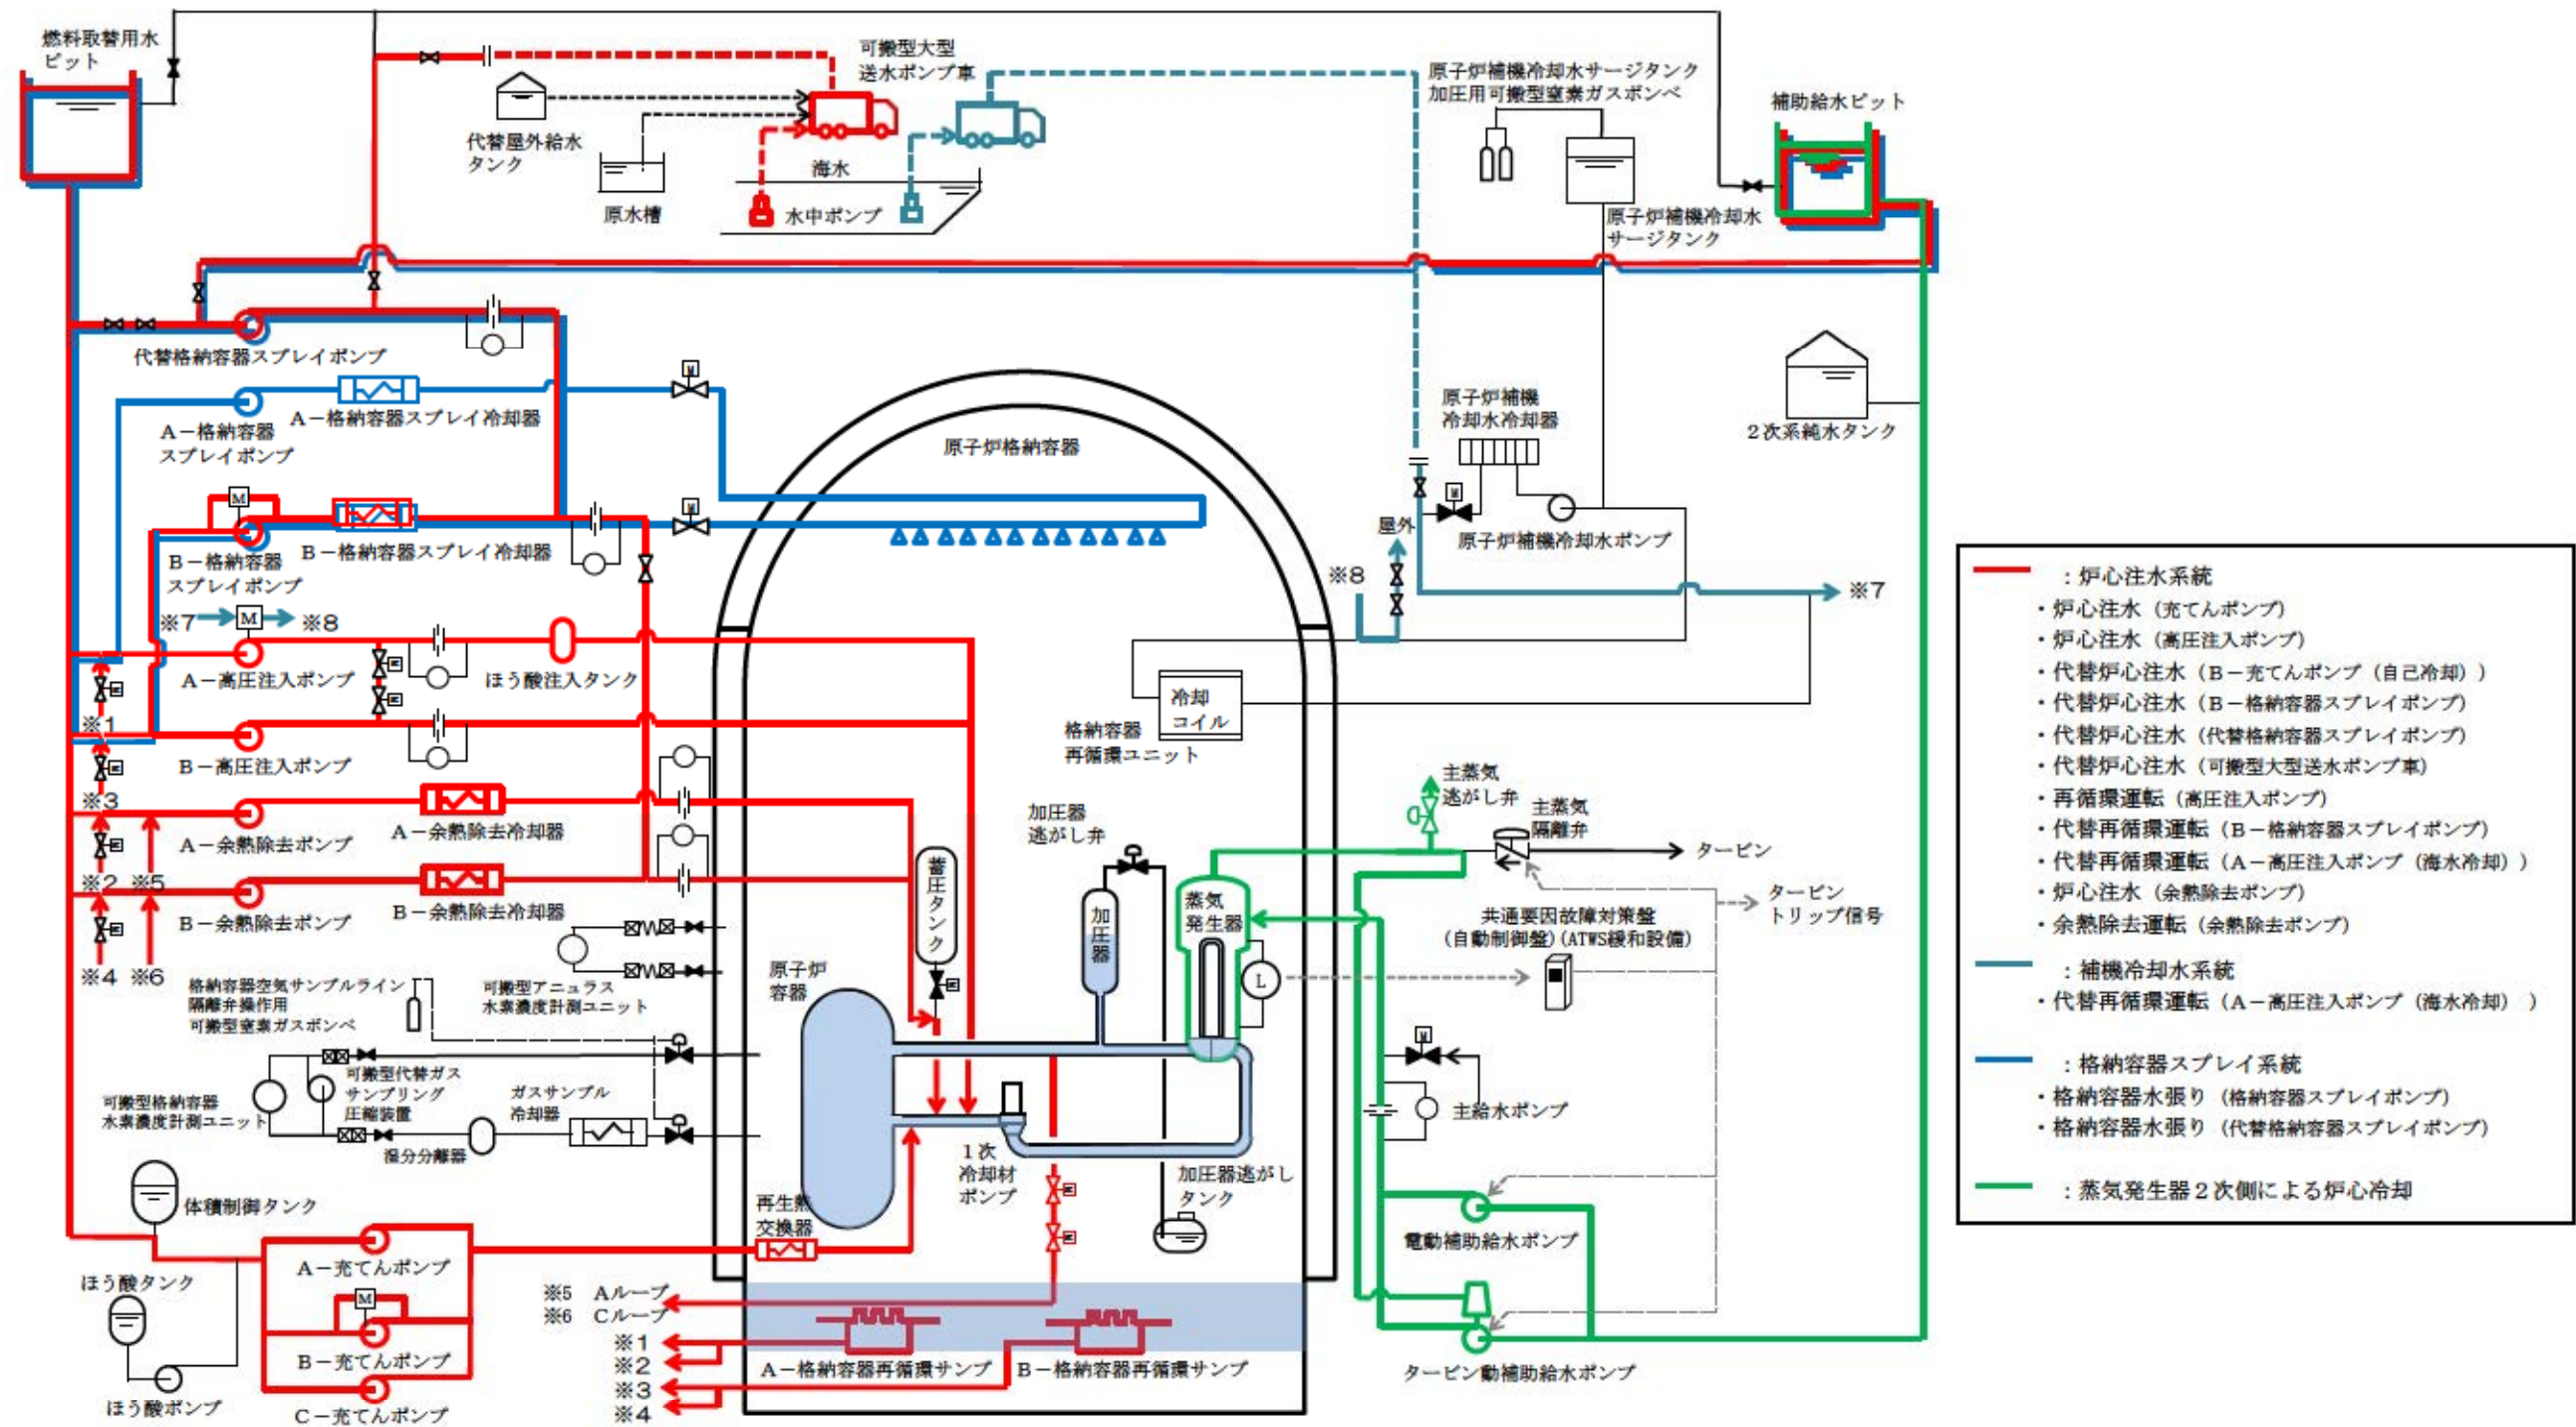 燃料取替用水
ピット
可搬型大型
送水ポンプ車
代替屋外給水
タンク
原水槽
海水
水中ポンプ
原子炉補機冷却水サージタンク
加圧用可搬型窒素ガスボンベ
原子炉補機冷却水
サージタンク
補助給水ピット
代替格納容器スプレイポンプ
A－格納容器スプレイ冷却器
A－格納容器
スプレイポンプ
M
原子炉格納容器
原子炉補機
冷却水冷却器
M
2次系純水タンク
M
B－格納容器スプレイ冷却器
B－格納容器
スプレイポンプ
M
屋外
原子炉補機冷却水ポンプ
※8
※7
※7
M
※8
A－高圧注入ポンプ
ほう酸注入タンク
M
M
M
※1
B－高圧注入ポンプ
M
冷却
コイル
格納容器
再循環ユニット
※3
A－余熱除去冷却器
A－余熱除去ポンプ
M
※2
※5
B－余熱除去冷却器
B－余熱除去ポンプ
M
※4
※6
加圧器
逃がし弁
主蒸気
逃がし弁
主蒸気
隔離弁
タービン
タービン
トリップ信号
共通要因故障対策盤
(自動制御盤)(ATWS緩和設備)
蓄圧タンク
M
加圧器
蒸気
発生器
L
原子炉
容器
格納容器空気サンプルライン
隔離弁操作用
可搬型窒素ガスボンベ
可搬型アニュラス
水素濃度計測ユニット
可搬型代替ガス
サンプリング
圧縮装置
ガスサンプル
冷却器
可搬型格納容器
水素濃度計測ユニット
湿分分離器
M
主給水ポンプ
1次
冷却材
ポンプ
M
M
加圧器逃がし
タンク
体積制御タンク
再生熱
交換器
電動補助給水ポンプ
A－充てんポンプ
ほう酸タンク
M
B－充てんポンプ
ほう酸ポンプ
C－充てんポンプ
※5 Aループ
※6 Cループ
※1
※2
※3
※4
A－格納容器再循環サンプ
B－格納容器再循環サンプ
タービン動補助給水ポンプ
：炉心注水系統
・炉心注水（充てんポンプ）
・炉心注水（高圧注入ポンプ）
・代替炉心注水（B－充てんポンプ（自己冷却））
・代替炉心注水（B－格納容器スプレイポンプ）
・代替炉心注水（代替格納容器スプレイポンプ）
・代替炉心注水（可搬型大型送水ポンプ車）
・再循環運転（高圧注入ポンプ）
・代替再循環運転（B－格納容器スプレイポンプ）
・代替再循環運転（A－高圧注入ポンプ（海水冷却））
・炉心注水（余熱除去ポンプ）
・余熱除去運転（余熱除去ポンプ）
：補機冷却水系統
・代替再循環運転（A－高圧注入ポンプ（海水冷却） ）
：格納容器スプレイ系統
・格納容器水張り（格納容器スプレイポンプ）
・格納容器水張り（代替格納容器スプレイポンプ）
：蒸気発生器２次側による炉心冷却